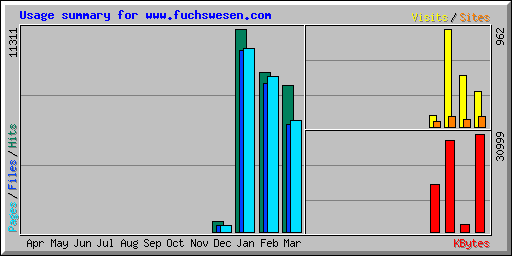 Usage summary for www.fuchswesen.com
Visits/Sites
11311
962
Pages/Files/Hits
30999
Apr May Jun Jul Aug Sep Oct Nov Dec Jan Feb Mar
KBytes